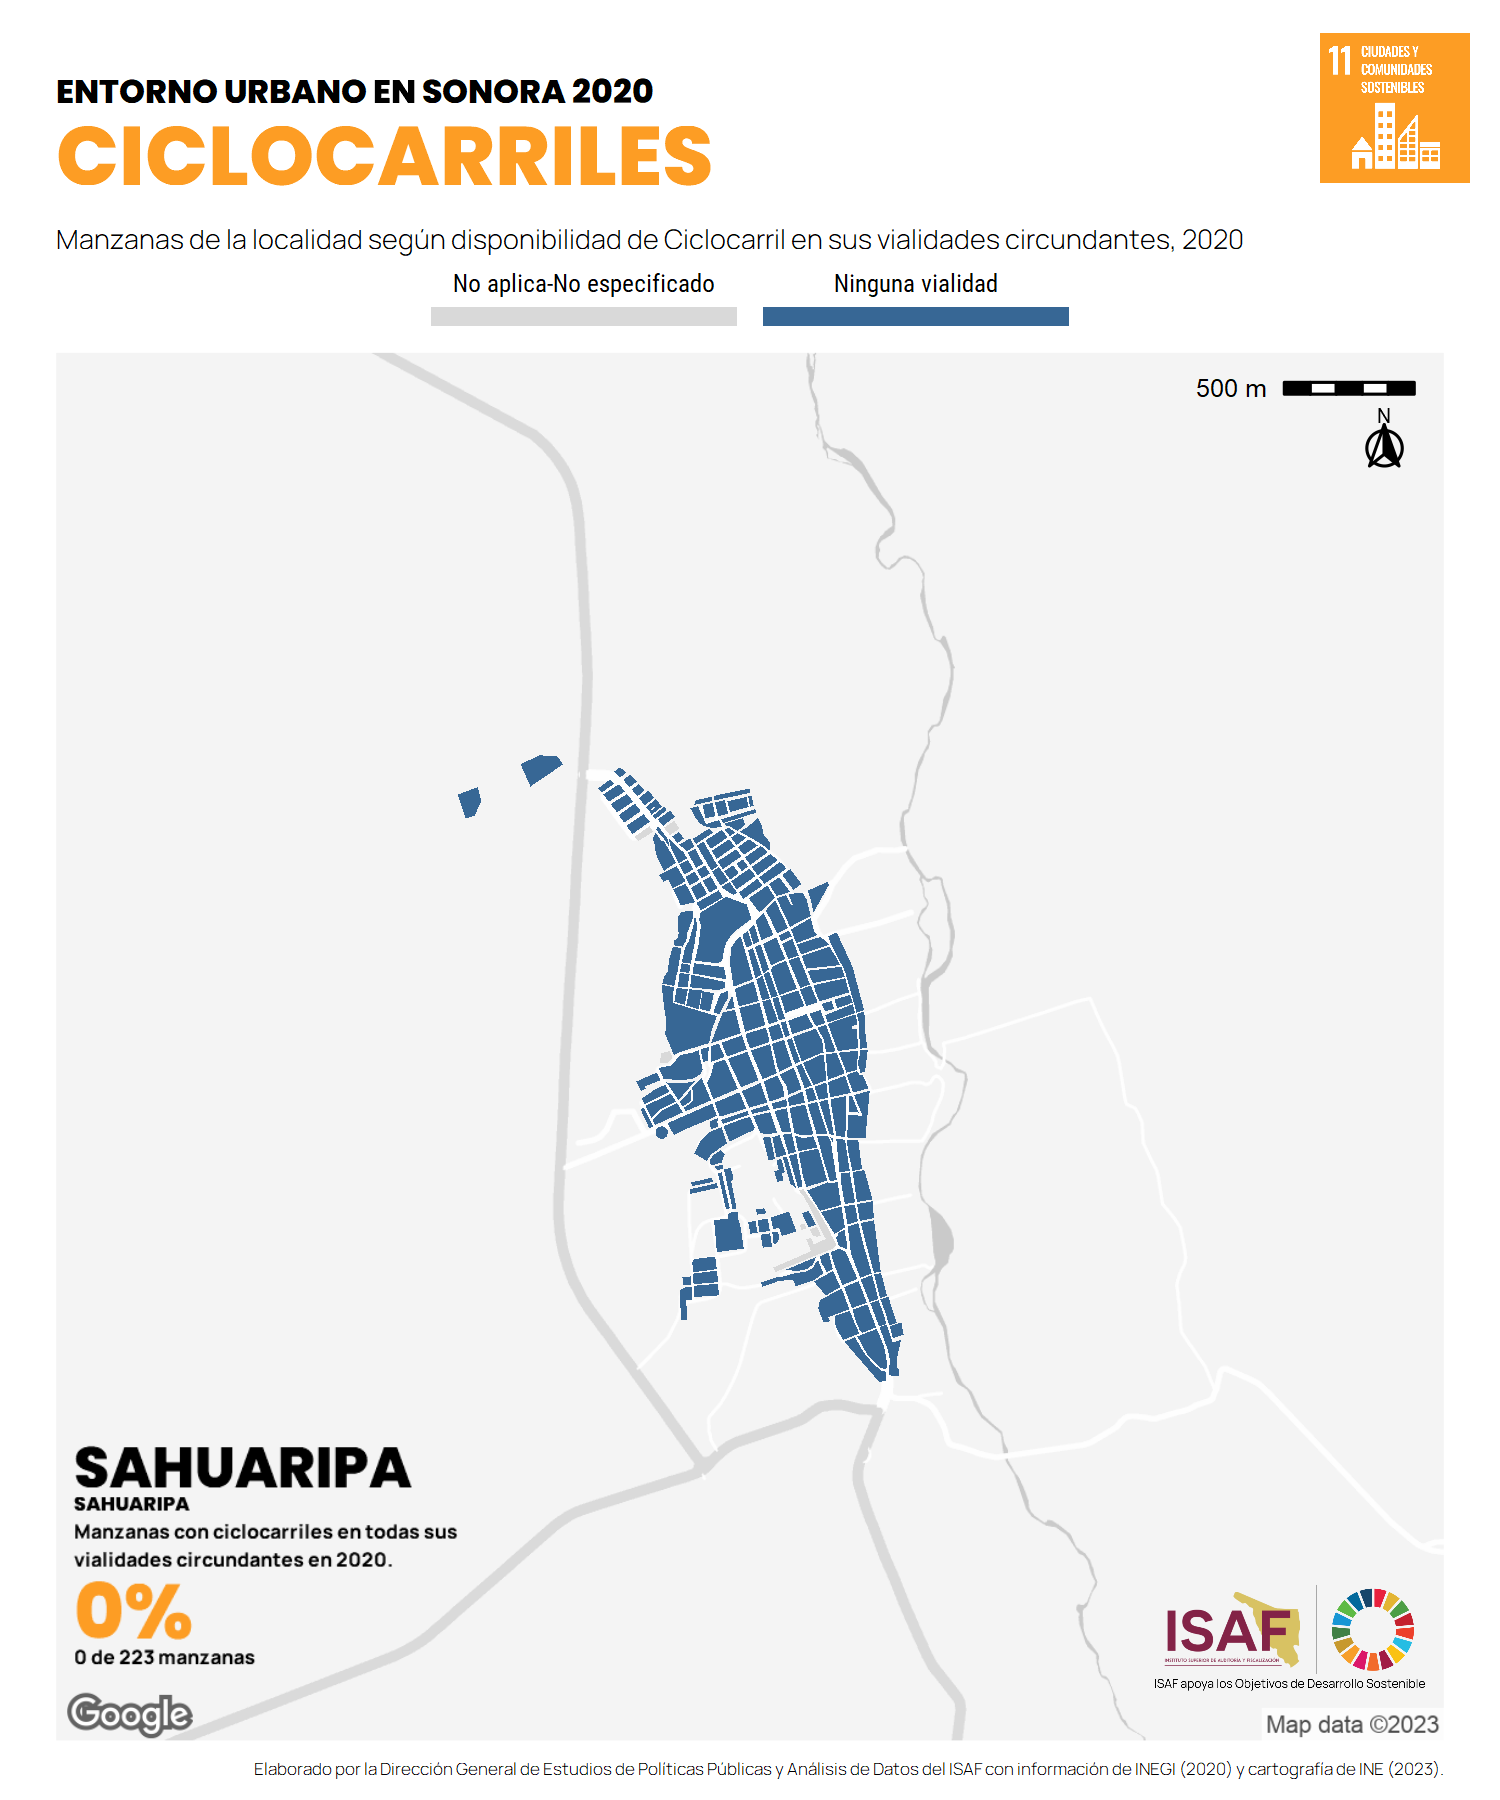 ENTORNO URBANO EN SONORA 2020
CICLOCARRILES
11 CIUDADES Y
COMUNIDADES
SOSTENIBLES
Manzanas de la localidad según disponibilidad de Ciclocarril en sus vialidades circundantes, 2020
No aplica-No especificado
Ninguna vialidad
500 m
N
SAHUARIPA
SAHUARIPA
Manzanas con ciclocarriles en todas sus
vialidades circundantes en 2020.
0%
0 de 223 manzanas
Google
ISAF
INSTITUTO SUPERIOR DE AUDITORÍA Y FISCALIZACIÓN
ISAF apoya los Objetivos de Desarrollo Sostenible
Map data ©2023
Elaborado por la Dirección General de Estudios de Políticas Públicas y Análisis de Datos del ISAF con información de INEGI (2020) y cartografía de INE (2023).